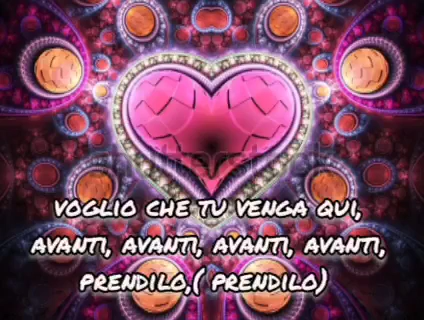 VOGLIO CHE TU VENGA QUI,
AVANTI, AVANTI, AVANTI, AVANTI,
PRENDILO,( PRENDILO)